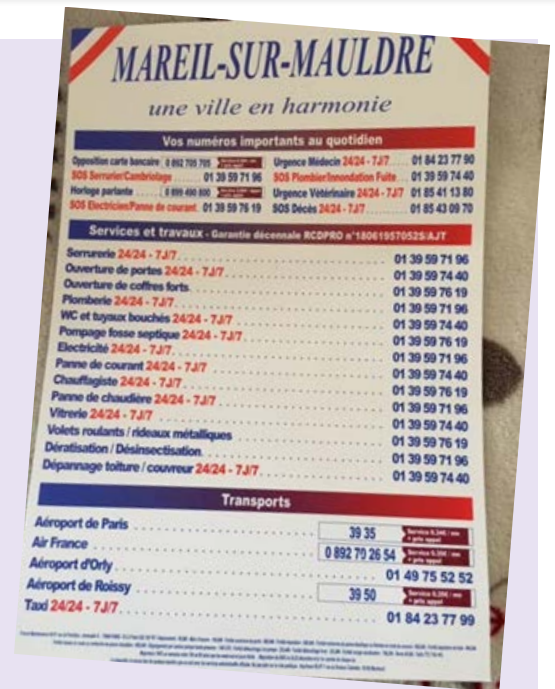 MAREIL-SUR-MAULDRE
une ville en harmonie
Vos numéros importants au quotidien
Opposition carte bancaire 0 892 705 705
SOS Serrurier/Cambriolage 01 39 59 71 96
Horloge parlante
SOS Electricien/Panne de courant 01 39 59 76 19
Urgence Médecin 24/24 - 7J/7 01 84 23 77 90
SOS Plombier/Innondation Fuite 01 39 59 74 40
Urgence Vétérinaire 24/24 - 7J/7 01 85 41 13 80
SOS Décès 24/24 - 7J/7 01 85 43 09 70
Services et travaux - Garantie décennale RCDPRO n°
Serrurerie 24/24 - 7J/7 01 39 59 71 96
Ouverture de portes 24/24 - 7J/7 01 39 59 74 40
Ouverture de coffres forts 01 39 59 76 19
Plomberie 24/24 - 7J/7 01 39 59 71 96
WC et tuyaux bouchés 24/24 - 7J/7 01 39 59 74 40
Pompage fosse septique 24/24 - 7J/7 01 39 59 76 19
Electricité 24/24 - 7J/7 01 39 59 71 96
Panne de courant 24/24 - 7J/7 01 39 59 74 40
Chauffagiste 24/24 - 7J/7 01 39 59 76 19
Panne de chaudière 24/24 - 7J/7 01 39 59 71 96
Vitrerie 24/24 - 7J/7 01 39 59 74 40
Volets roulants / rideaux métalliques 01 39 59 76 19
Dératisation / Désinsectisation 01 39 59 71 96
Dépannage toiture / couvreur 24/24 - 7J/7 01 39 59 74 40
Transports
Aéroport de Paris 39 35
Air France 0 892 70 26 54
Aéroport d'Orly 01 49 75 52 52
Aéroport de Roissy 39 50
Taxi 24/24 - 7J/7 01 84 23 77 99